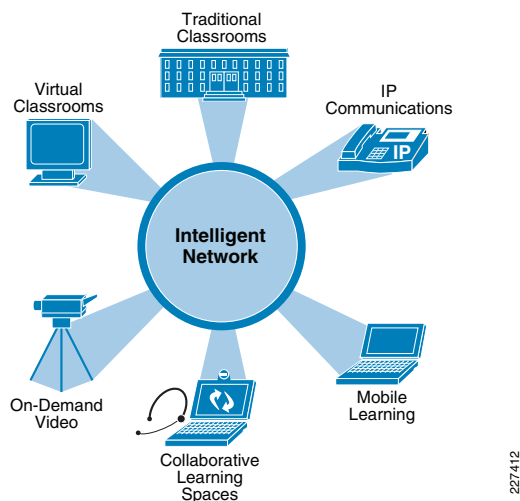 Traditional
Classrooms
Virtual
Classrooms
IP
Communications
IP
Intelligent
Network
On-Demand
Video
Mobile
Learning
Collaborative
Learning
Spaces
227412